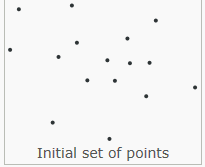 Initial set of points